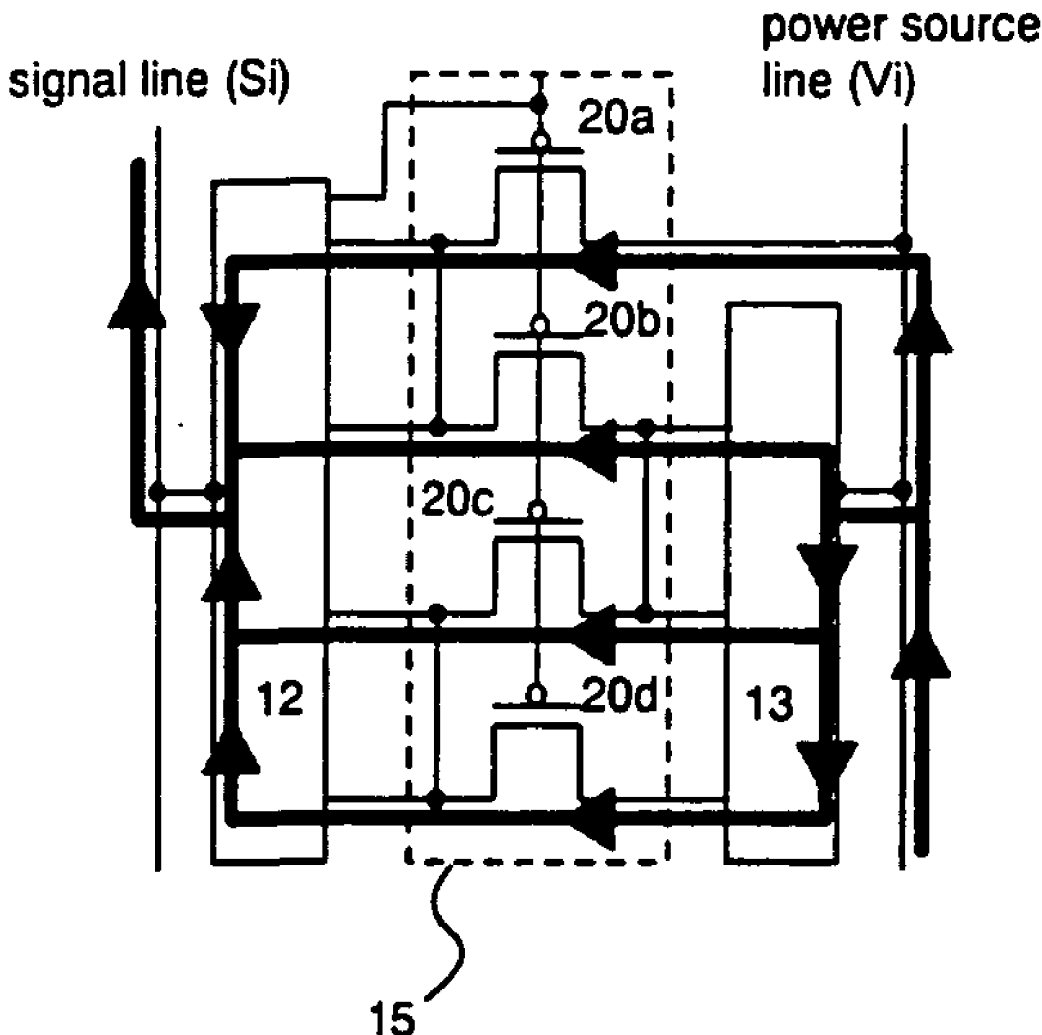 power source
line (Vi)
signal line (Si)
20a
20b
20c
20d
12
13
15